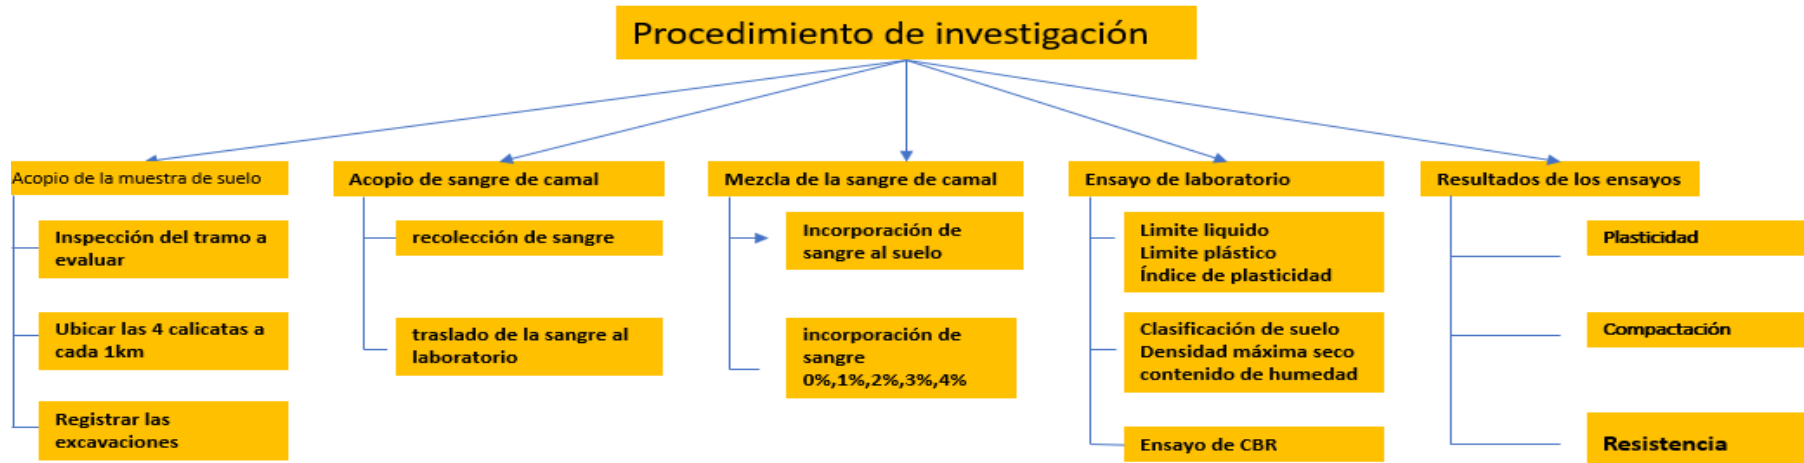 Procedimiento de investigación
Acopio de la muestra de suelo
Inspección del tramo a
evaluar
Ubicar las 4 calicatas a
cada 1km
Registrar las
excavaciones
Acopio de sangre de camal
recolección de sangre
traslado de la sangre al
laboratorio
Mezcla de la sangre de camal
Incorporación de
sangre al suelo
incorporación de
sangre
0%,1%,2%,3%,4%
Ensayo de laboratorio
Limite liquido
Limite plástico
Índice de plasticidad
Clasificación de suelo
Densidad máxima seco
contenido de humedad
Ensayo de CBR
Resultados de los ensayos
Plasticidad
Compactación
Resistencia